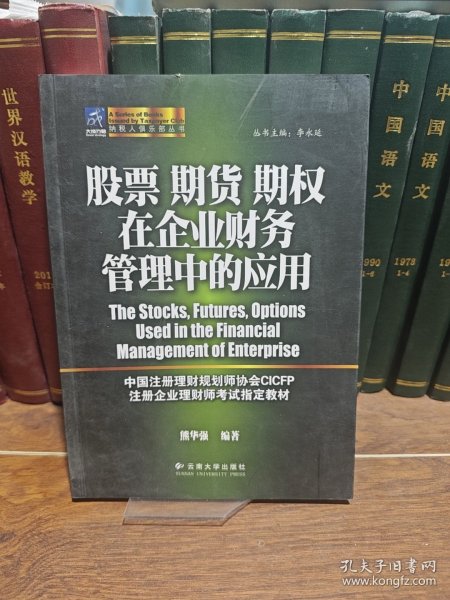 A Series of Books
Issued by Taxpayer Club
纳税人俱乐部丛书
丛书主编：李永延
股票 期货 期权
在企业财务
管理中的应用
The Stocks, Futures, Options
Used in the Financial
Management of Enterprise
中国注册理财规划师协会CICFP
注册企业理财师考试指定教材
熊华强 编著
云南大学出版社
YUNNAN UNIVERSITY PRESS
世界汉语教学
201
中国语文
1990
1-6
中国语文
1978
1-4
孔夫子旧书网
www.kongfz.com